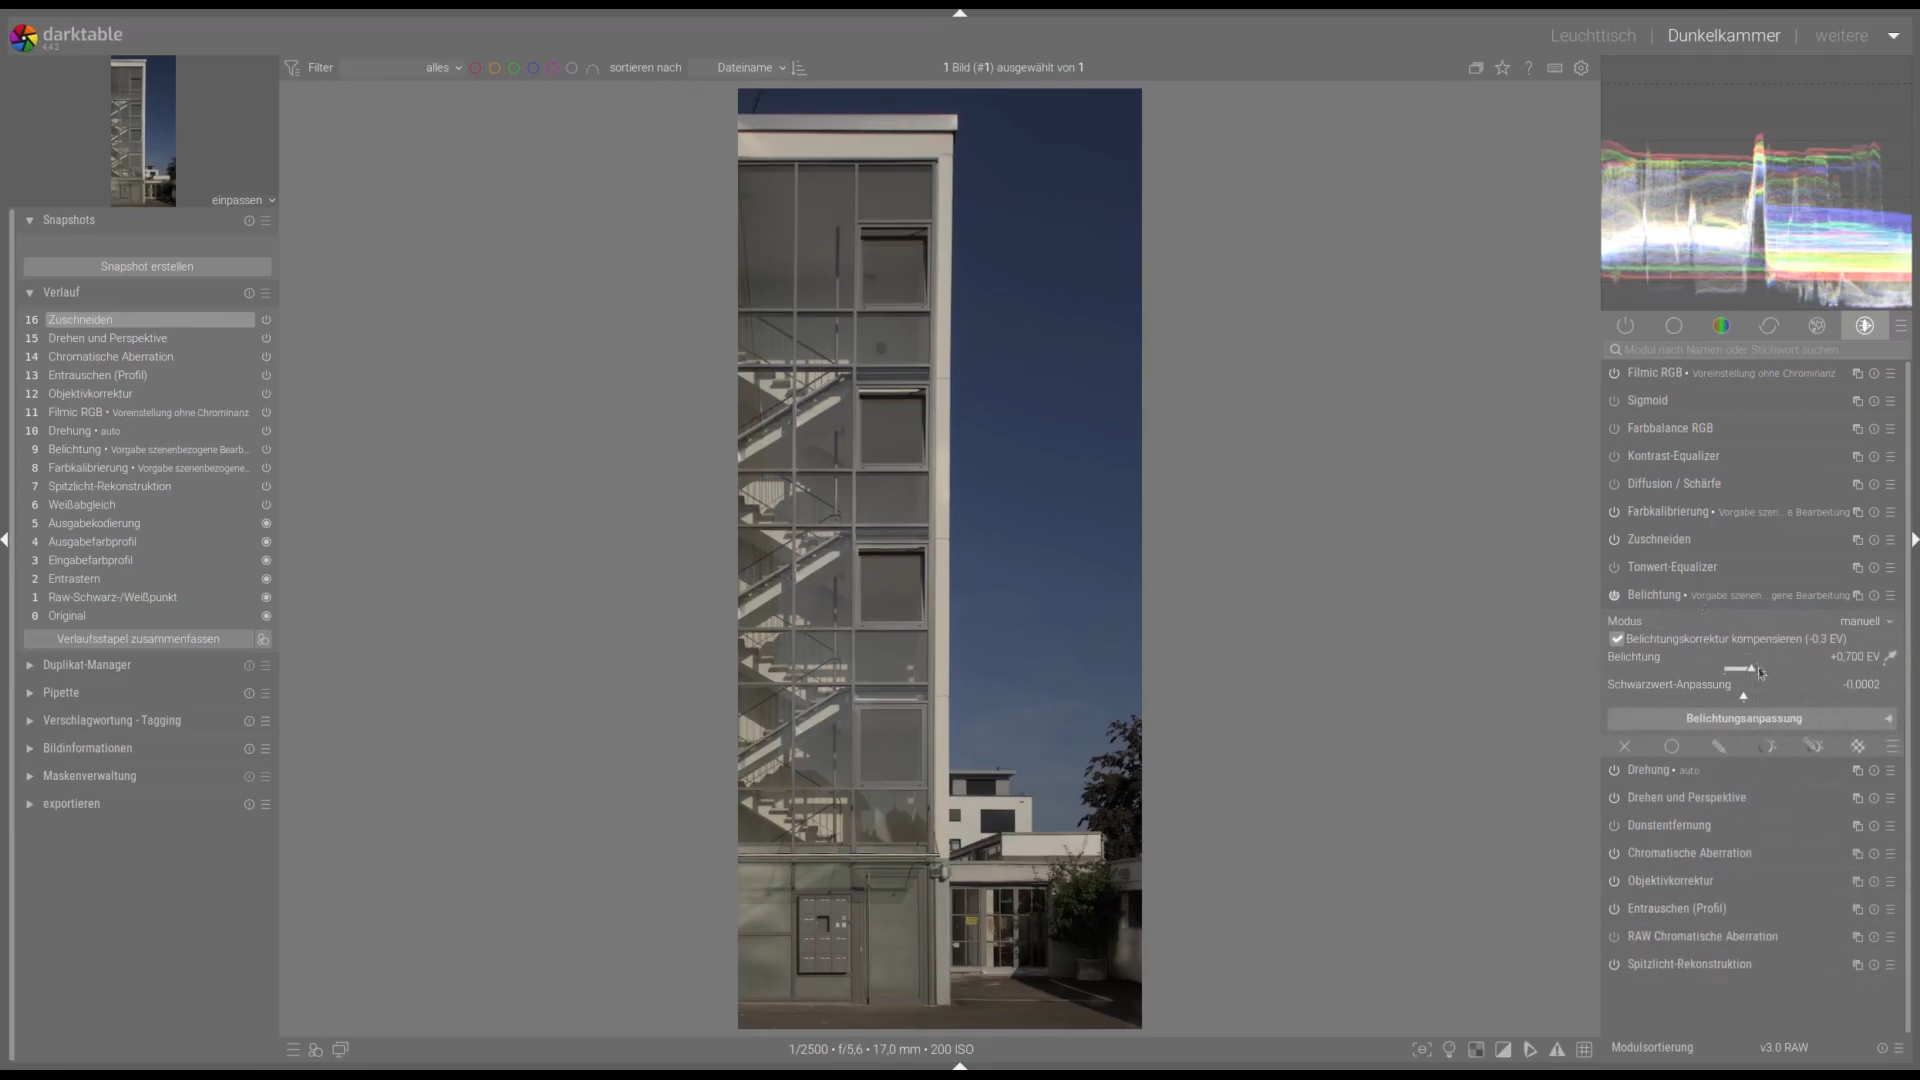 darktable
4.4.2
Leuchttisch | Dunkelkammer | weitere
Filter alles sortieren nach Dateiname
1 Bild (#1) ausgewählt von 1
einpassen
Snapshots
Snapshot erstellen
Verlauf
16 Zuschneiden
15 Drehen und Perspektive
14 Chromatische Aberration
13 Entrauschen (Profil)
12 Objektivkorrektur
11 Filmic RGB • Voreinstellung ohne Chrominanz
10 Drehung • auto
9 Belichtung • Vorgabe szenenbezogene Bearb...
8 Farbkalibrierung • Vorgabe szenenbezogene...
7 Spitzlicht-Rekonstruktion
6 Weißabgleich
5 Ausgabekodierung
4 Ausgabefarbprofil
3 Eingabefarbprofil
2 Entrastern
1 Raw-Schwarz-/Weißpunkt
0 Original
Verlaufsstapel zusammenfassen
Duplikat-Manager
Pipette
Verschlagwortung - Tagging
Bildinformationen
Maskenverwaltung
exportieren
1/2500 • f/5,6 • 17,0 mm • 200 ISO
Modul nach Namen oder Stichwort suchen
Filmic RGB • Voreinstellung ohne Chrominanz
Sigmoid
Farbbalance RGB
Kontrast-Equalizer
Diffusion / Schärfe
Farbkalibrierung • Vorgabe szen...e Bearbeitung
Zuschneiden
Tonwert-Equalizer
Belichtung • Vorgabe szenen...gene Bearbeitung
Modus manuell
Belichtungskorrektur kompensieren (-0,3 EV)
Belichtung +0,700 EV
Schwarzwert-Anpassung -0,0002
Belichtungsanpassung
Drehung • auto
Drehen und Perspektive
Dunstentfernung
Chromatische Aberration
Objektivkorrektur
Entrauschen (Profil)
RAW Chromatische Aberration
Spitzlicht-Rekonstruktion
Modulsortierung v3.0 RAW